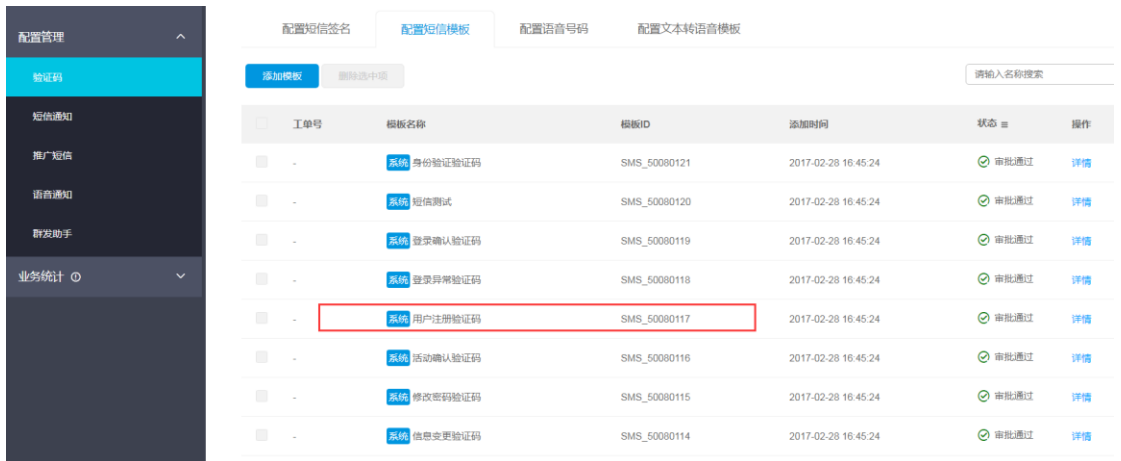 配置管理
验证码
短信通知
推广短信
语音通知
群发助手
业务统计
配置短信签名 配置短信模板 配置语音号码 配置文本转语音模板
添加模板 删除选中项 请输入名称搜索
工单号 模板名称 模板ID 添加时间 状态 操作
- 系统 身份验证验证码 SMS_50080121 2017-02-28 16:45:24 审批通过 详情
- 系统 短信测试 SMS_50080120 2017-02-28 16:45:24 审批通过 详情
- 系统 登录确认验证码 SMS_50080119 2017-02-28 16:45:24 审批通过 详情
- 系统 登录异常验证码 SMS_50080118 2017-02-28 16:45:24 审批通过 详情
- 系统 用户注册验证码 SMS_50080117 2017-02-28 16:45:24 审批通过 详情
- 系统 活动确认验证码 SMS_50080116 2017-02-28 16:45:24 审批通过 详情
- 系统 修改密码验证码 SMS_50080115 2017-02-28 16:45:24 审批通过 详情
- 系统 信息变更验证码 SMS_50080114 2017-02-28 16:45:24 审批通过 详情